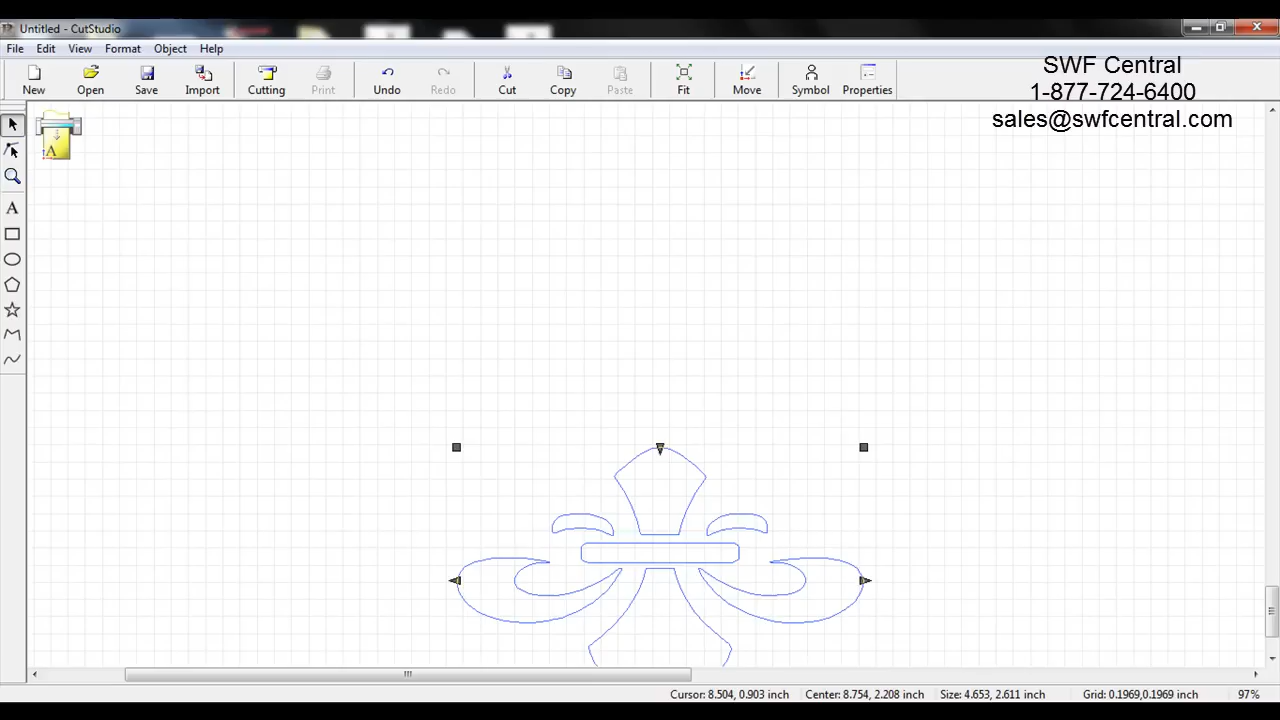 Untitled - CutStudio
File Edit View Format Object Help
SWF Central
1-877-724-6400
sales@swfcentral.com
New Open Save Import Cutting Print Undo Redo Cut Copy Paste Fit Move Symbol Properties
A
A
Cursor: 8.504, 0.903 inch Center: 8.754, 2.208 inch Size: 4.653, 2.611 inch Grid: 0.1969,0.1969 inch 97%